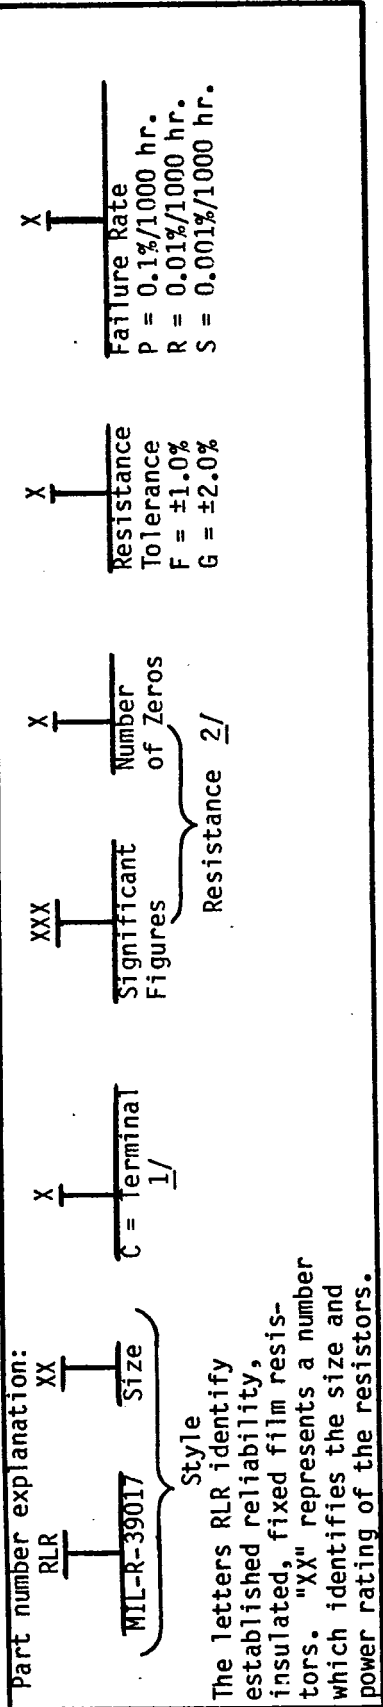 Part number explanation:
RLR XX X XXX X X X
MIL-R-39017 Size C = Terminal Significant Number Resistance Failure Rate
1/ Figures of Zeros Tolerance P = 0.1%/1000 hr.
F = ±1.0% R = 0.01%/1000 hr.
Style Resistance 2/ G = ±2.0% S = 0.001%/1000 hr.
The letters RLR identify
established reliability,
insulated, fixed film resis-
tors. "XX" represents a number
which identifies the size and
power rating of the resistors.